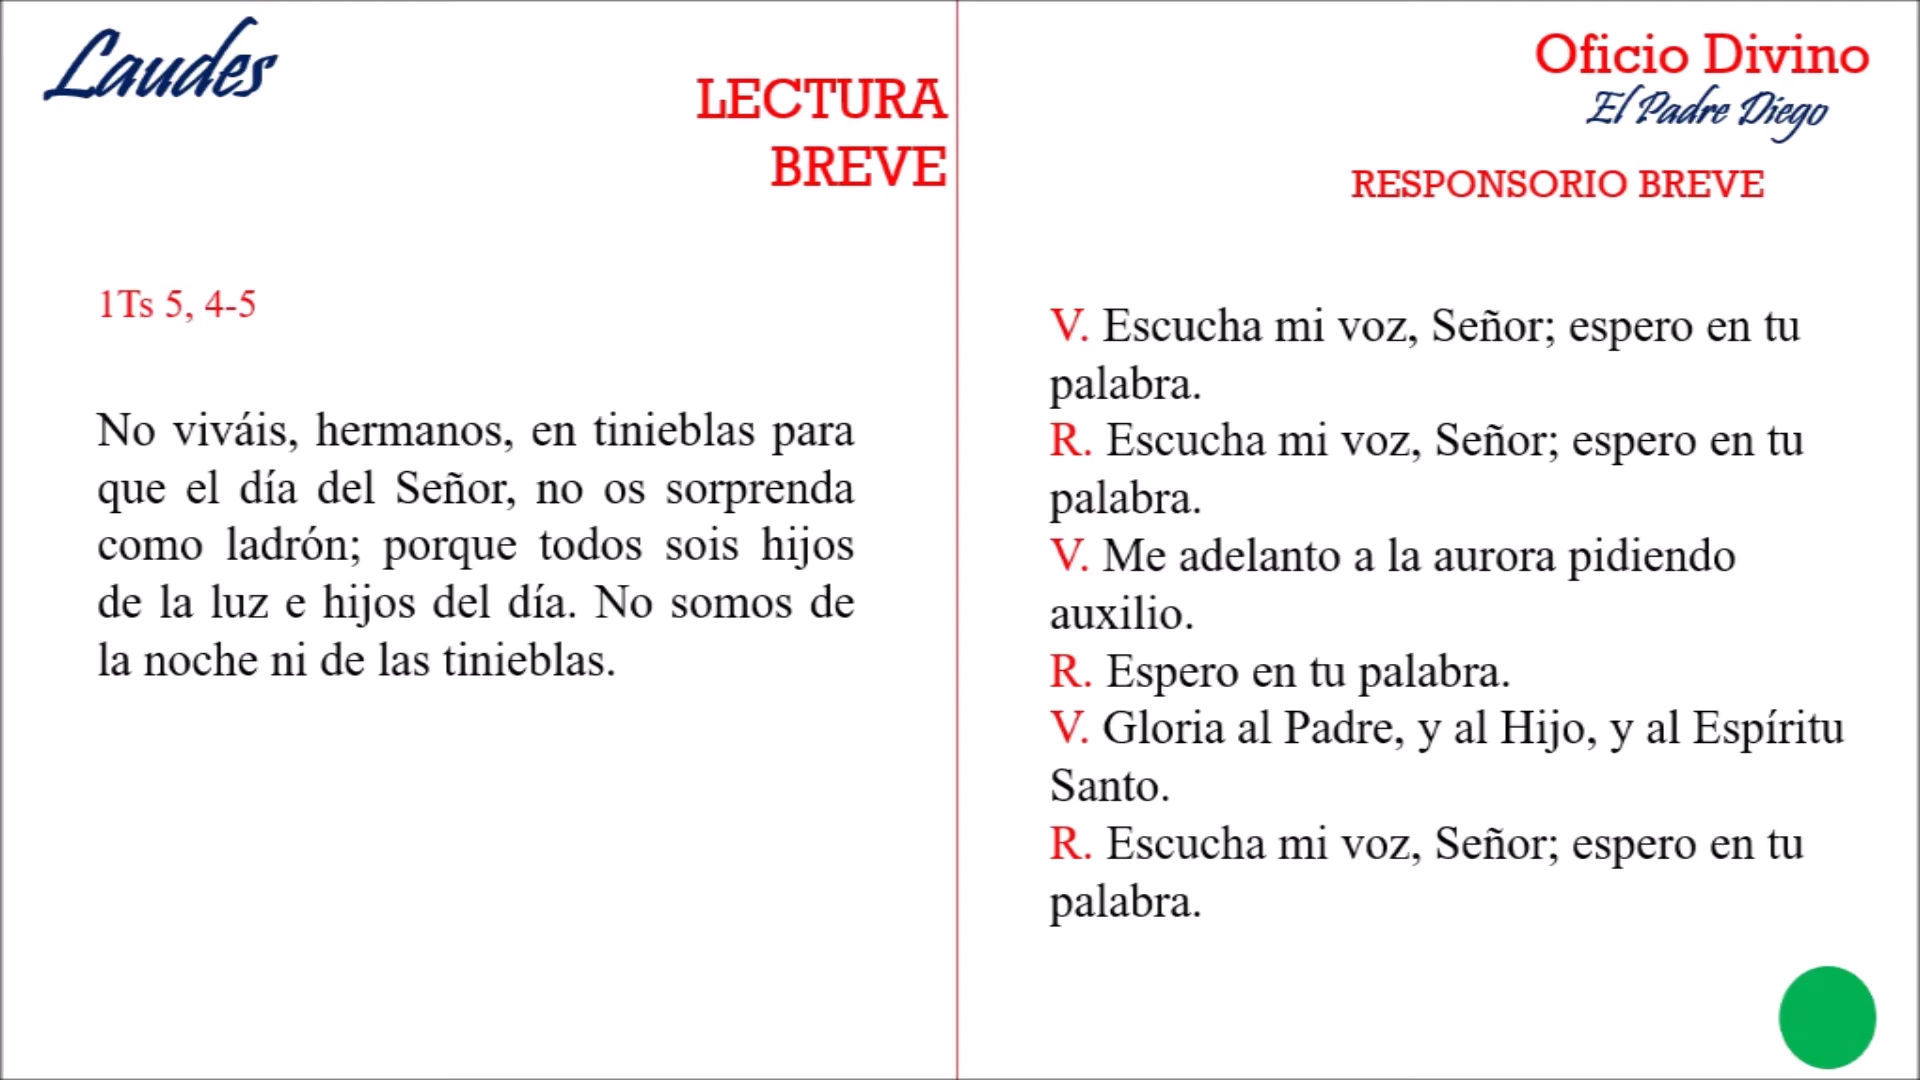 Laudes
LECTURA
BREVE
1Ts 5, 4-5
No viváis, hermanos, en tinieblas para
que el día del Señor, no os sorprenda
como ladrón; porque todos sois hijos
de la luz e hijos del día. No somos de
la noche ni de las tinieblas.
Oficio Divino
El Padre Diego
RESPONSORIO BREVE
V. Escucha mi voz, Señor; espero en tu
palabra.
R. Escucha mi voz, Señor; espero en tu
palabra.
V. Me adelanto a la aurora pidiendo
auxilio.
R. Espero en tu palabra.
V. Gloria al Padre, y al Hijo, y al Espíritu
Santo.
R. Escucha mi voz, Señor; espero en tu
palabra.